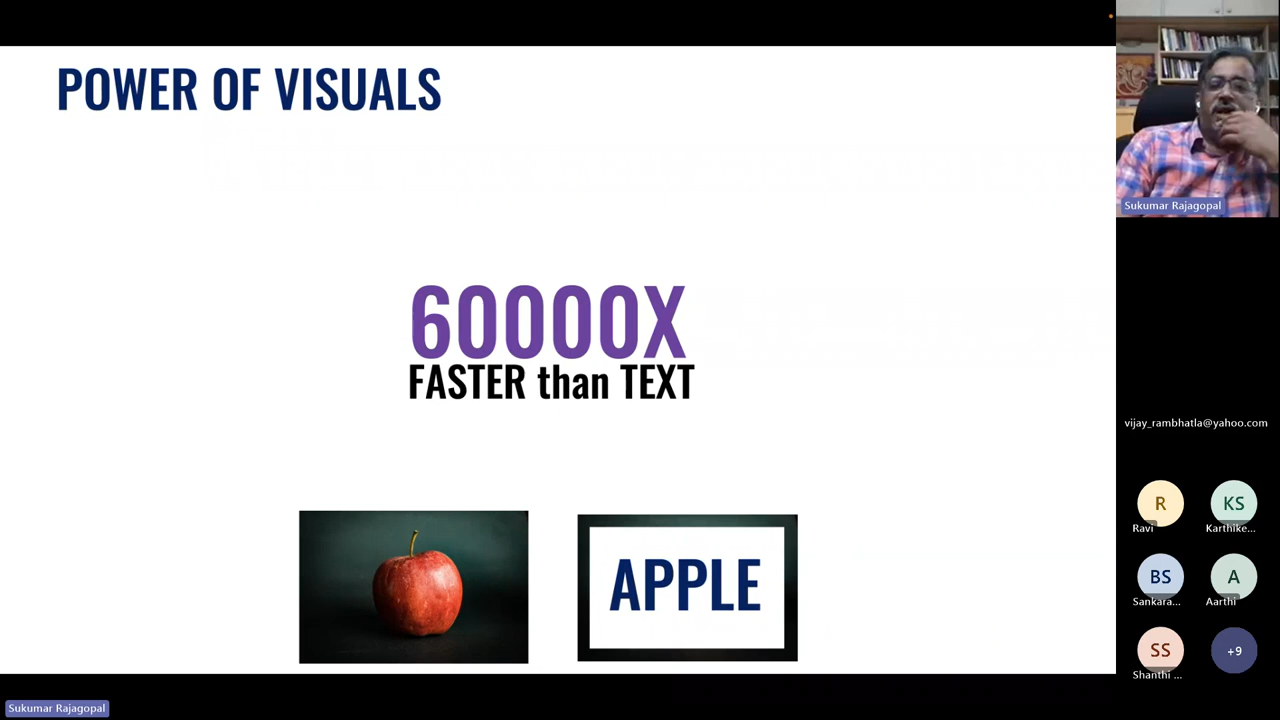 POWER OF VISUALS
60000X
FASTER than TEXT
APPLE
Sukumar Rajagopal
vijay_rambhatla@yahoo.com
R
KS
Ravi
Karthike...
BS
A
Sankara...
Aarthi
SS
+9
Shanthi ...
Sukumar Rajagopal